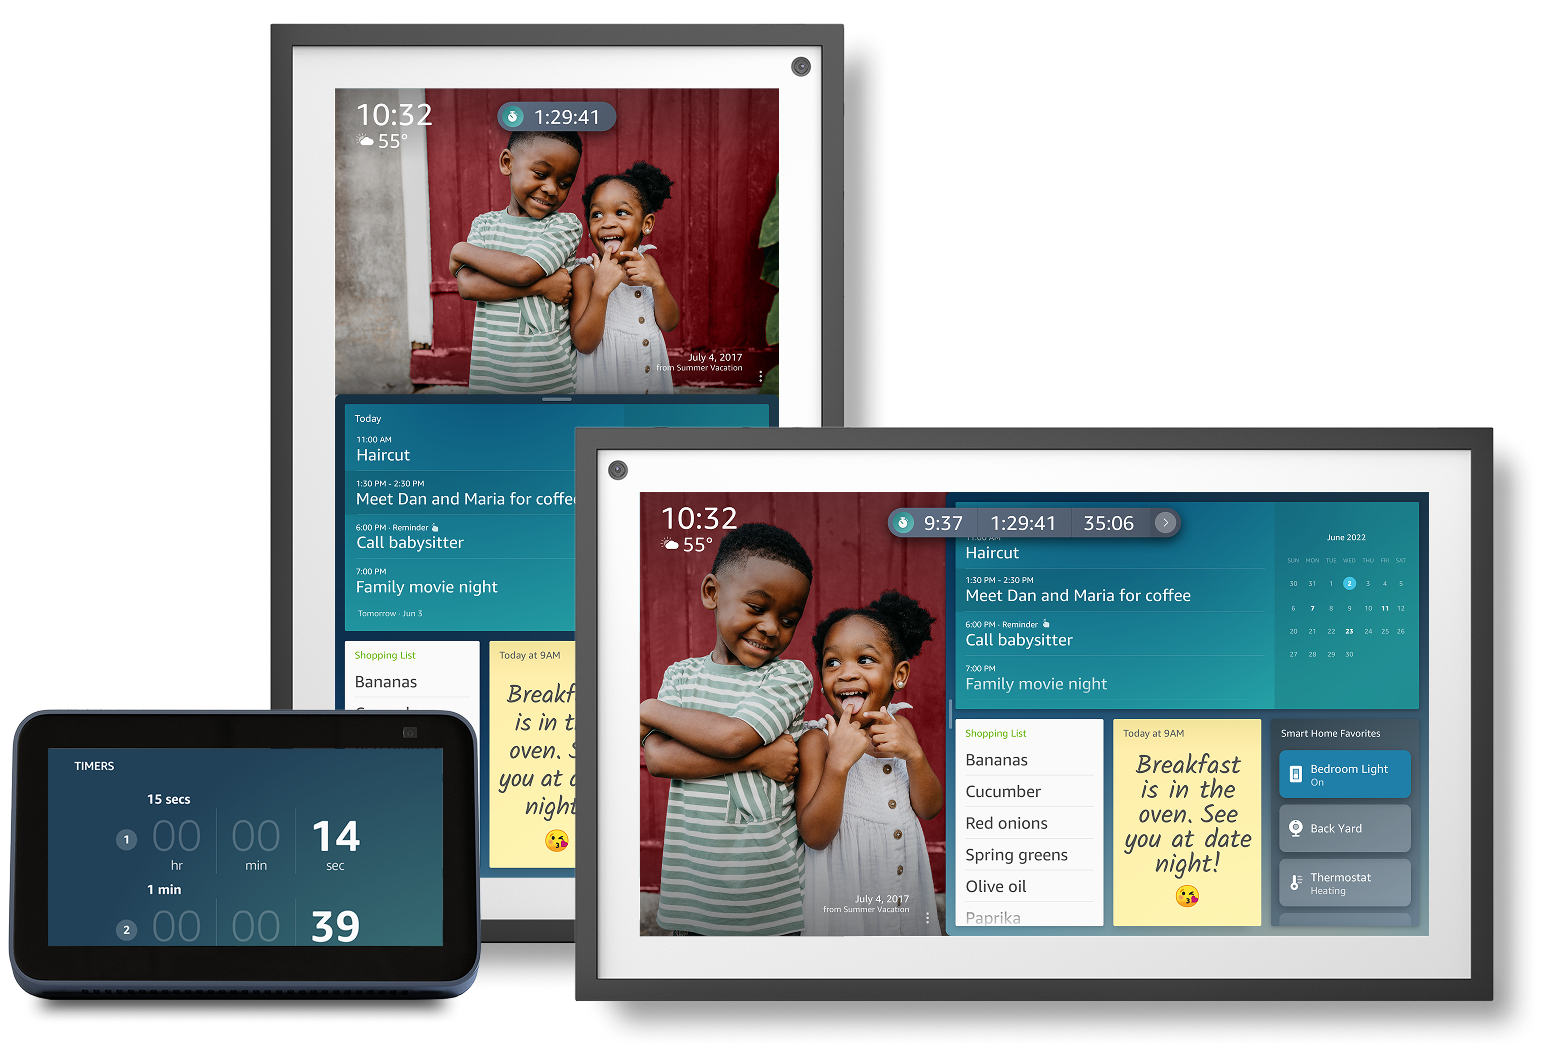 10:32
1:29:41
55°
July 4, 2017
from Summer Vacation
Today
11:00 AM
Haircut
1:30 PM - 2:30 PM
Meet Dan and Maria for coffee
6:00 PM · Reminder
Call babysitter
7:00 PM
Family movie night
Tomorrow · Jun 3
Shopping List
Bananas
Today at 9AM
Breakf
is in t
oven. S
you at d
night
TIMERS
15 secs
1
00
00
14
hr
min
sec
1 min
2
00
00
39
10:32
55°
9:37
1:29:41
35:06
11:00 AM
Haircut
1:30 PM - 2:30 PM
Meet Dan and Maria for coffee
6:00 PM · Reminder
Call babysitter
7:00 PM
Family movie night
June 2022
SUN MON TUE WED THU FRI SAT
30 31 1 2 3 4 5
6 7 8 9 10 11 12
20 21 22 23 24 25 26
27 28 29 30
July 4, 2017
from Summer Vacation
Shopping List
Bananas
Cucumber
Red onions
Spring greens
Olive oil
Paprika
Today at 9AM
Breakfast
is in the
oven. See
you at date
night!
Smart Home Favorites
Bedroom Light
On
Back Yard
Thermostat
Heating